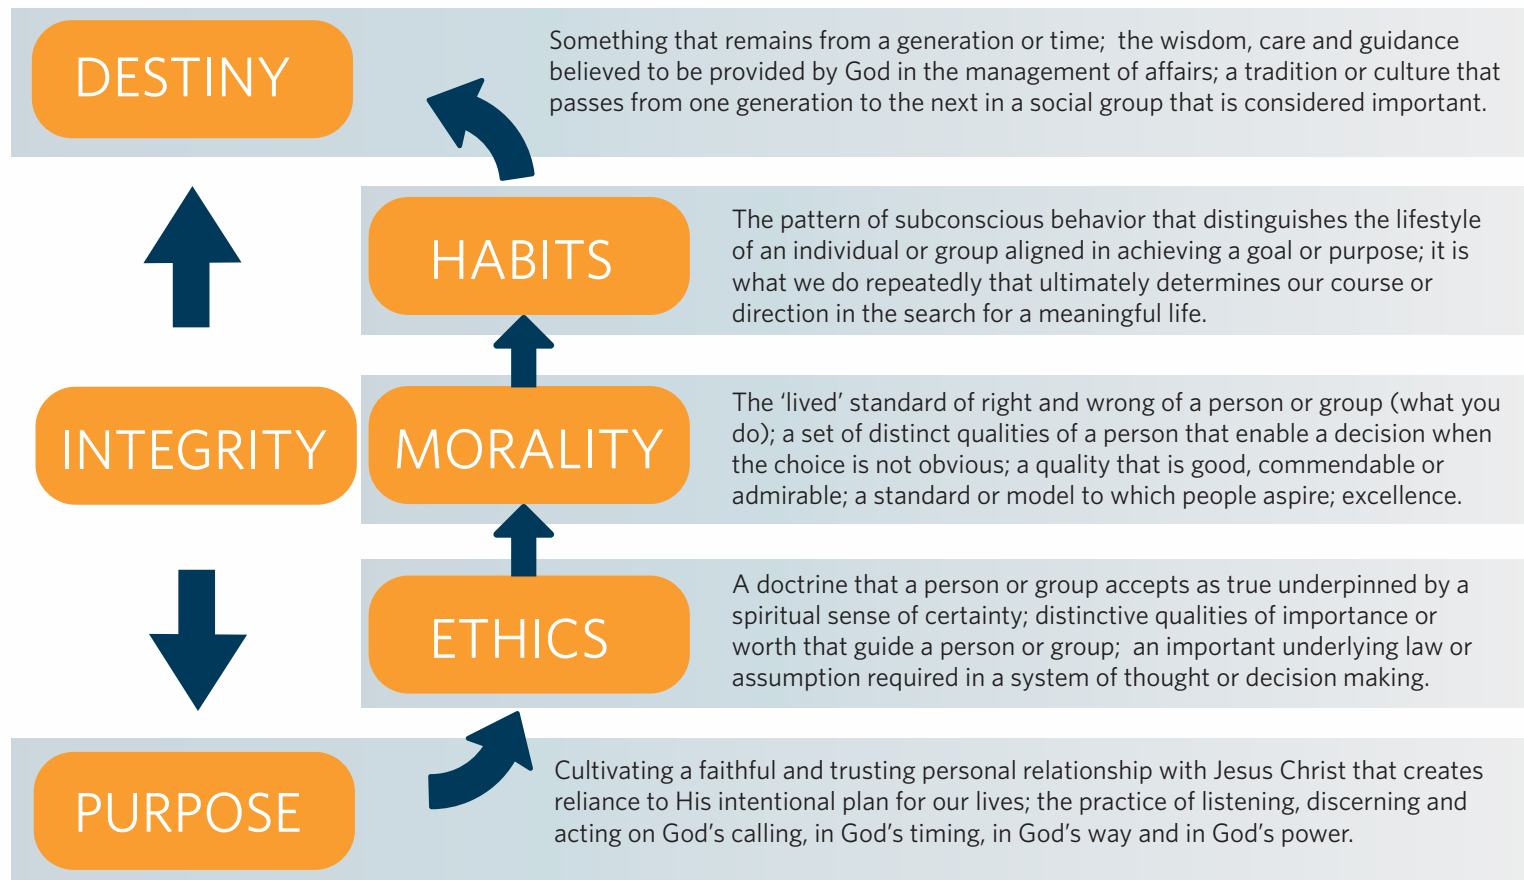 DESTINY
Something that remains from a generation or time;  the wisdom, care and guidance
believed to be provided by God in the management of affairs; a tradition or culture that
passes from one generation to the next in a social group that is considered important.
HABITS
The pattern of subconscious behavior that distinguishes the lifestyle
of an individual or group aligned in achieving a goal or purpose; it is
what we do repeatedly that ultimately determines our course or
direction in the search for a meaningful life.
INTEGRITY
MORALITY
The ‘lived’ standard of right and wrong of a person or group (what you
do); a set of distinct qualities of a person that enable a decision when
the choice is not obvious; a quality that is good, commendable or
admirable; a standard or model to which people aspire; excellence.
ETHICS
A doctrine that a person or group accepts as true underpinned by a
spiritual sense of certainty; distinctive qualities of importance or
worth that guide a person or group;  an important underlying law or
assumption required in a system of thought or decision making.
PURPOSE
Cultivating a faithful and trusting personal relationship with Jesus Christ that creates
reliance to His intentional plan for our lives; the practice of listening, discerning and
acting on God’s calling, in God’s timing, in God’s way and in God’s power.